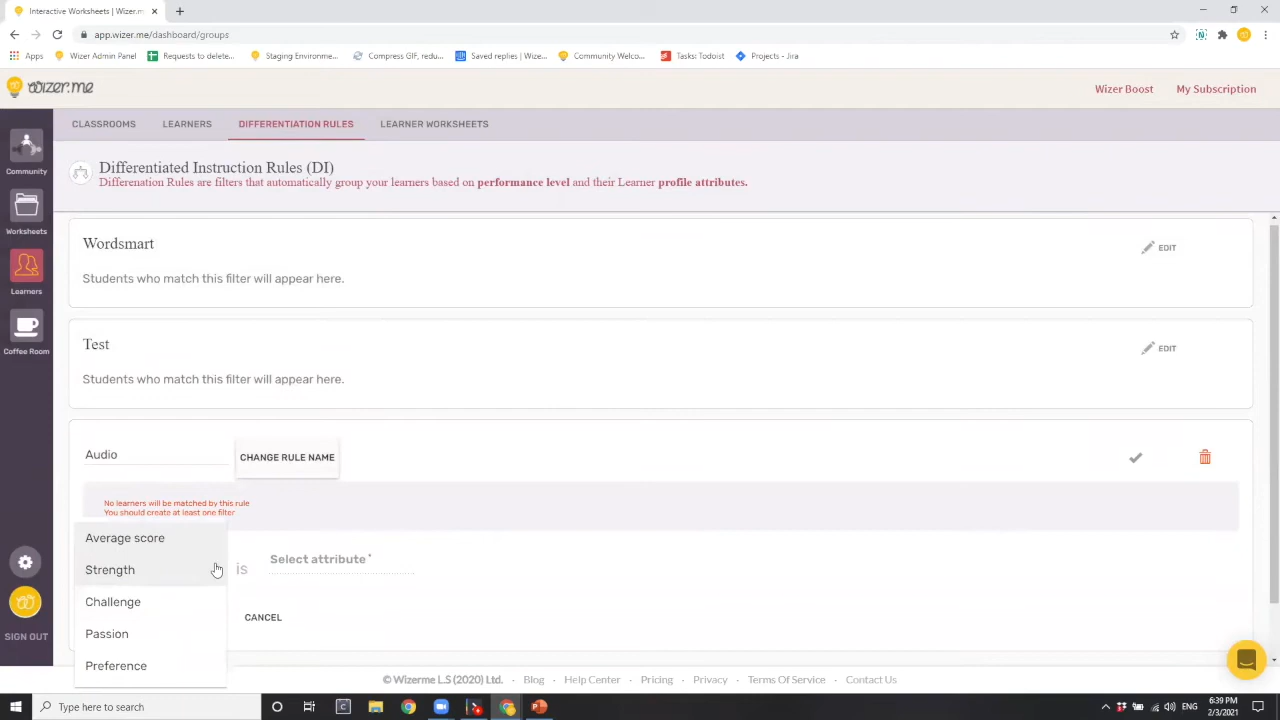 Interactive Worksheets | Wizer.m
app.wizer.me/dashboard/groups
Apps
Wizer Admin Panel
Requests to delete...
Staging Environme...
Compress GIF, redu...
Saved replies | Wize...
Community Welco...
Tasks: Todoist
Projects - Jira
wizer.me
Wizer Boost
My Subscription
CLASSROOMS
LEARNERS
DIFFERENTIATION RULES
LEARNER WORKSHEETS
Community
Worksheets
Learners
Coffee Room
SIGN OUT
Differentiated Instruction Rules (DI)
Differenation Rules are filters that automatically group your learners based on performance level and their Learner profile attributes.
Wordsmart
EDIT
Students who match this filter will appear here.
Test
EDIT
Students who match this filter will appear here.
Audio
CHANGE RULE NAME
No learners will be matched by this rule
You should create at least one filter
Average score
Strength
Challenge
Passion
Preference
is
Select attribute *
CANCEL
© Wizerme L.S (2020) Ltd. · Blog · Help Center · Pricing · Privacy · Terms Of Service · Contact Us
Type here to search
6:39 PM
2/3/2021